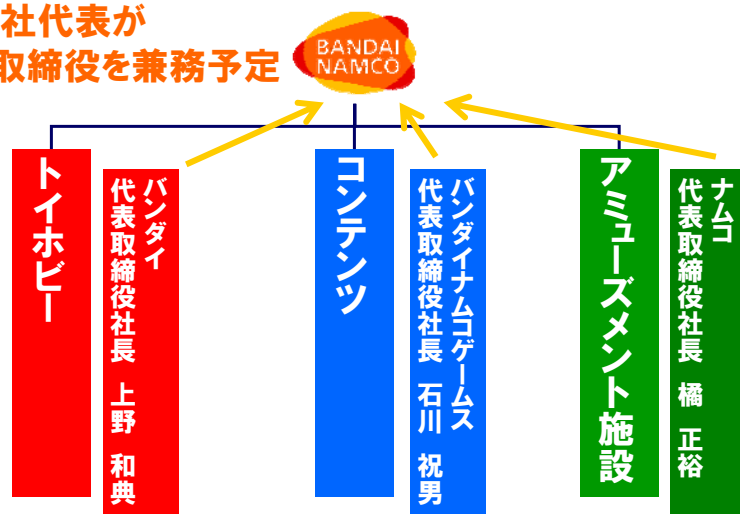 社代表が
取締役を兼務予定
BANDAI
NAMCO
トイホビー
バンダイ
代表取締役社長 上野 和典
コンテンツ
バンダイナムコゲームス
代表取締役社長 石川 祝男
アミューズメント施設
ナムコ
代表取締役社長 橘 正裕